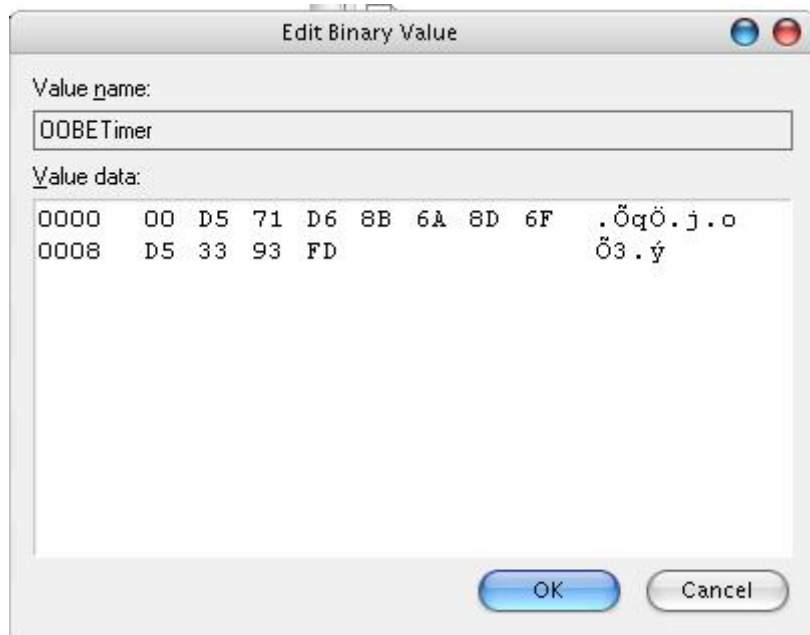 Edit Binary Value
Value name:
OOBETimer
Value data:
0000 00 D5 71 D6 8B 6A 8D 6F .ÕqÖ.j.o
0008 D5 33 93 FD Õ3.ý
OK Cancel